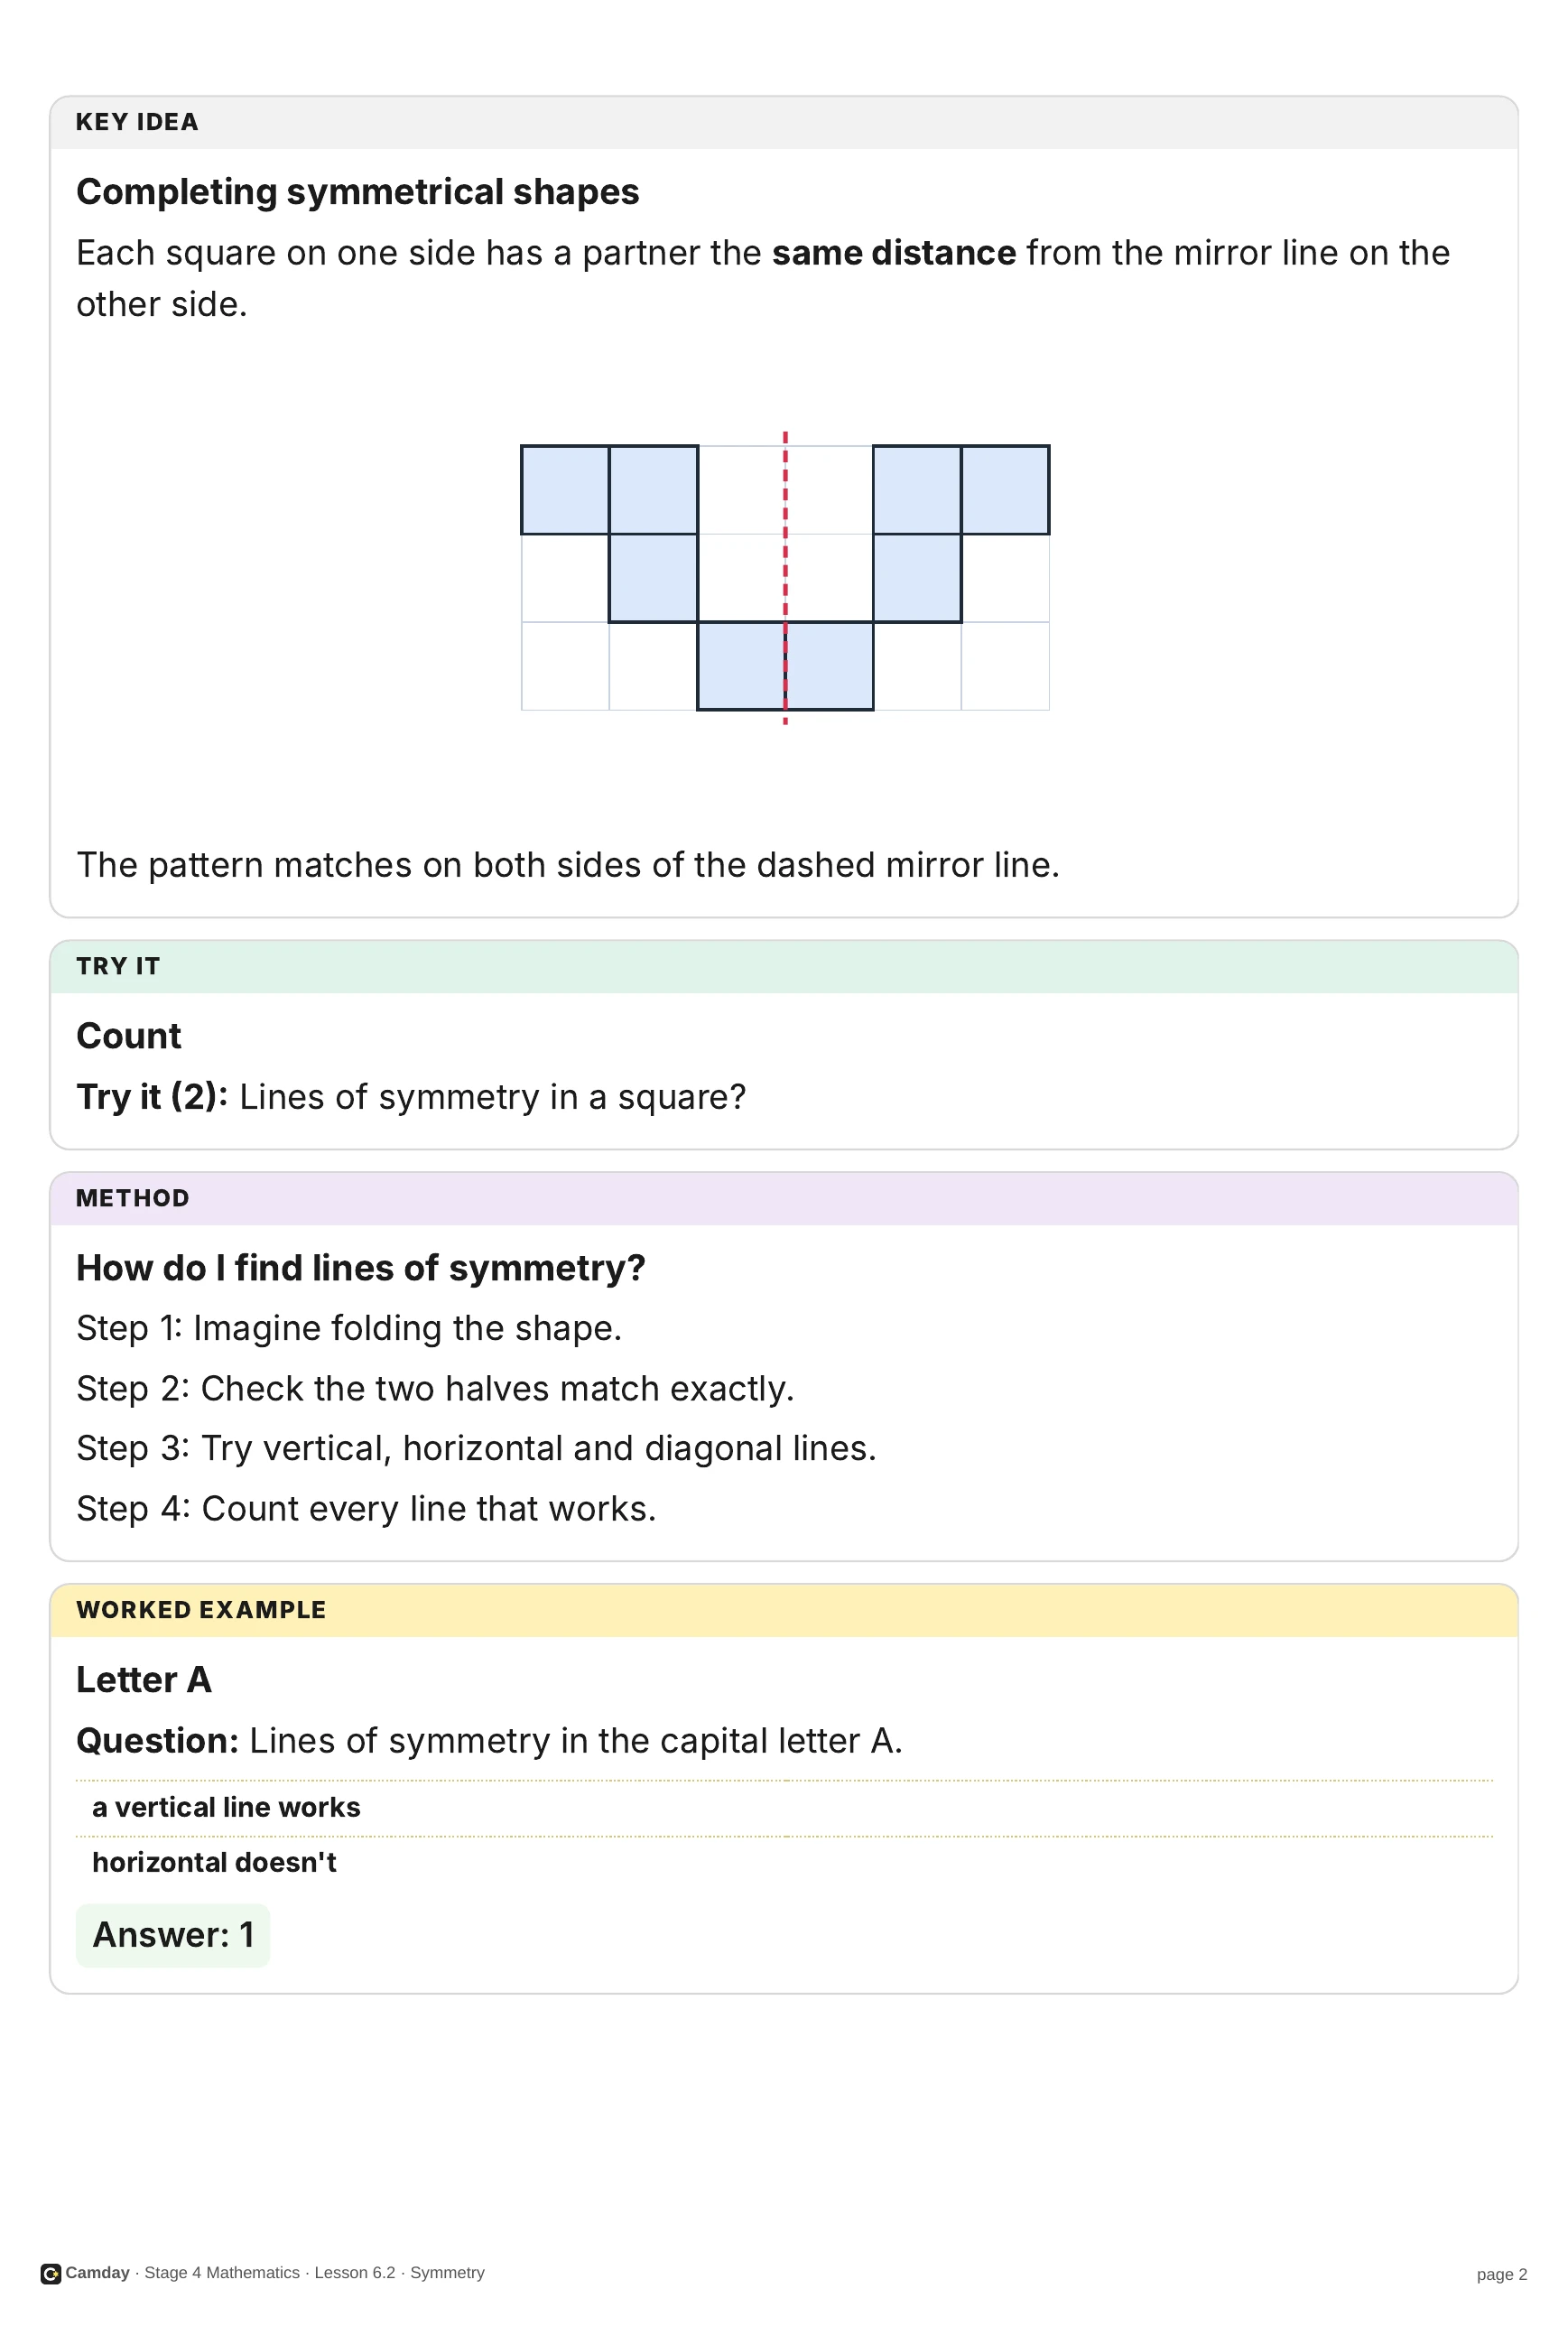 KEY IDEA
Completing symmetrical shapes
Each square on one side has a partner the same distance from the mirror line on the
other side.
The pattern matches on both sides of the dashed mirror line.
TRY IT
Count
Try it (2): Lines of symmetry in a square?
METHOD
How do I find lines of symmetry?
Step 1: Imagine folding the shape.
Step 2: Check the two halves match exactly.
Step 3: Try vertical, horizontal and diagonal lines.
Step 4: Count every line that works.
WORKED EXAMPLE
Letter A
Question: Lines of symmetry in the capital letter A.
a vertical line works
horizontal doesn't
Answer: 1
Camday · Stage 4 Mathematics · Lesson 6.2 · Symmetry
page 2